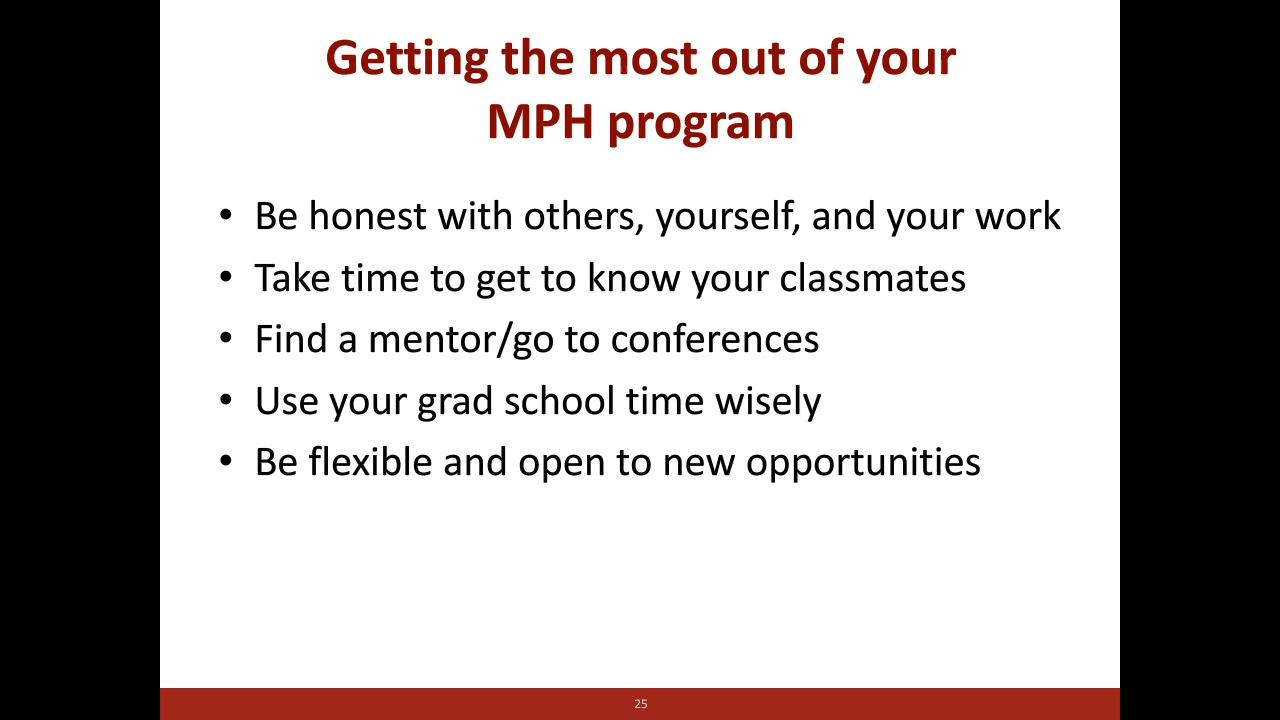 Getting the most out of your
MPH program
• Be honest with others, yourself, and your work
• Take time to get to know your classmates
• Find a mentor/go to conferences
• Use your grad school time wisely
• Be flexible and open to new opportunities
25